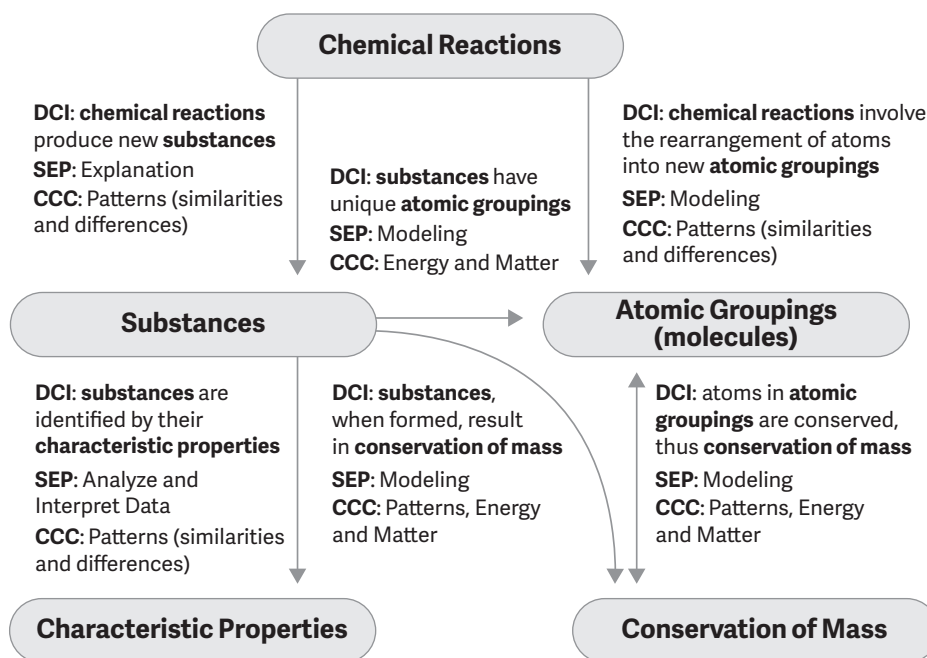 Chemical Reactions
DCI: chemical reactions
produce new substances
SEP: Explanation
CCC: Patterns (similarities
and differences)
DCI: substances have
unique atomic groupings
SEP: Modeling
CCC: Energy and Matter
DCI: chemical reactions involve
the rearrangement of atoms
into new atomic groupings
SEP: Modeling
CCC: Patterns (similarities
and differences)
Substances
Atomic Groupings
(molecules)
DCI: substances are
identified by their
characteristic properties
SEP: Analyze and
Interpret Data
CCC: Patterns (similarities
and differences)
DCI: substances,
when formed, result
in conservation of mass
SEP: Modeling
CCC: Patterns, Energy
and Matter
DCI: atoms in atomic
groupings are conserved,
thus conservation of mass
SEP: Modeling
CCC: Patterns, Energy
and Matter
Characteristic Properties
Conservation of Mass